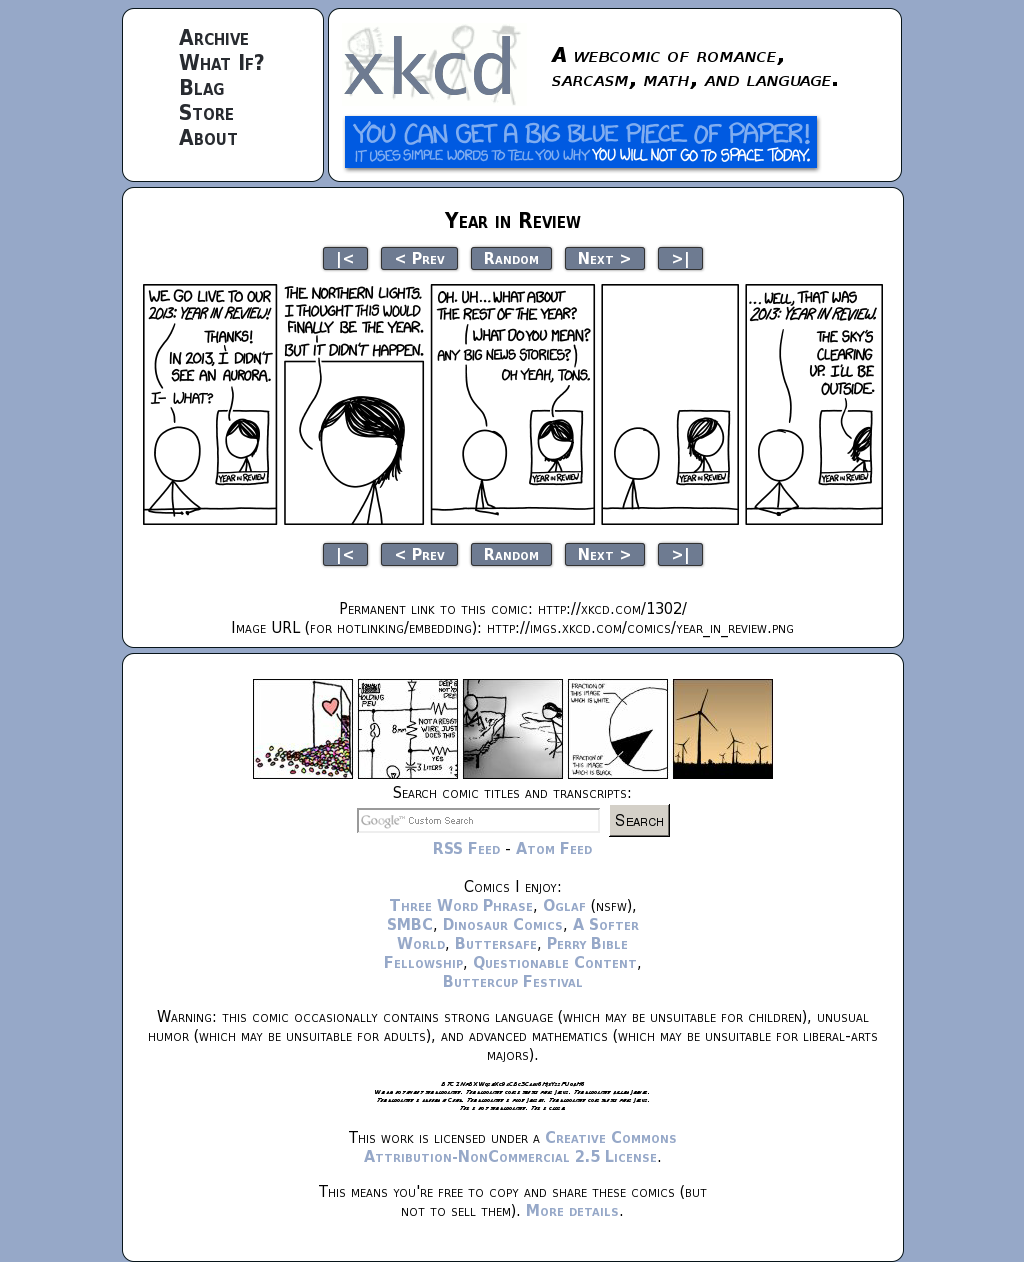 Archive
What If?
Blag
Store
About
xkcd
A webcomic of romance,
sarcasm, math, and language.
YOU CAN GET A BIG BLUE PIECE OF PAPER!
IT USES SIMPLE WORDS TO TELL YOU WHY YOU WILL NOT GO TO SPACE TODAY.
Year in Review
|<
< Prev
Random
Next >
>|
WE GO LIVE TO OUR
2013: YEAR IN REVIEW!
THANKS!
IN 2013, I DIDN'T
SEE AN AURORA.
I– WHAT?
YEAR IN REVIEW
THE NORTHERN LIGHTS.
I THOUGHT THIS WOULD
FINALLY BE THE YEAR.
BUT IT DIDN'T HAPPEN.
OH. UH...WHAT ABOUT
THE REST OF THE YEAR?
WHAT DO YOU MEAN?
ANY BIG NEWS STORIES?
OH YEAH, TONS.
YEAR IN REVIEW
YEAR IN REVIEW
...WELL, THAT WAS
2013: YEAR IN REVIEW.
THE SKY'S
CLEARING
UP. I'LL BE
OUTSIDE.
YEAR IN REVIEW
|<
< Prev
Random
Next >
>|
Permanent link to this comic: http://xkcd.com/1302/
Image URL (for hotlinking/embedding): http://imgs.xkcd.com/comics/year_in_review.png
HOLDING
PEN
8mm
NOT A RESIST
WIRE JUST
DOES THIS
YES
3 LITERS
FRACTION OF
THIS IMAGE
WHICH IS WHITE
FRACTION OF
THIS IMAGE
WHICH IS BLACK
Search comic titles and transcripts:
Google™ Custom Search
Search
RSS Feed - Atom Feed
Comics I enjoy:
Three Word Phrase, Oglaf (nsfw),
SMBC, Dinosaur Comics, A Softer
World, Buttersafe, Perry Bible
Fellowship, Questionable Content,
Buttercup Festival
Warning: this comic occasionally contains strong language (which may be unsuitable for children), unusual
humor (which may be unsuitable for adults), and advanced mathematics (which may be unsuitable for liberal-arts
majors).
This work is licensed under a Creative Commons
Attribution-NonCommercial 2.5 License.
This means you're free to copy and share these comics (but
not to sell them). More details.